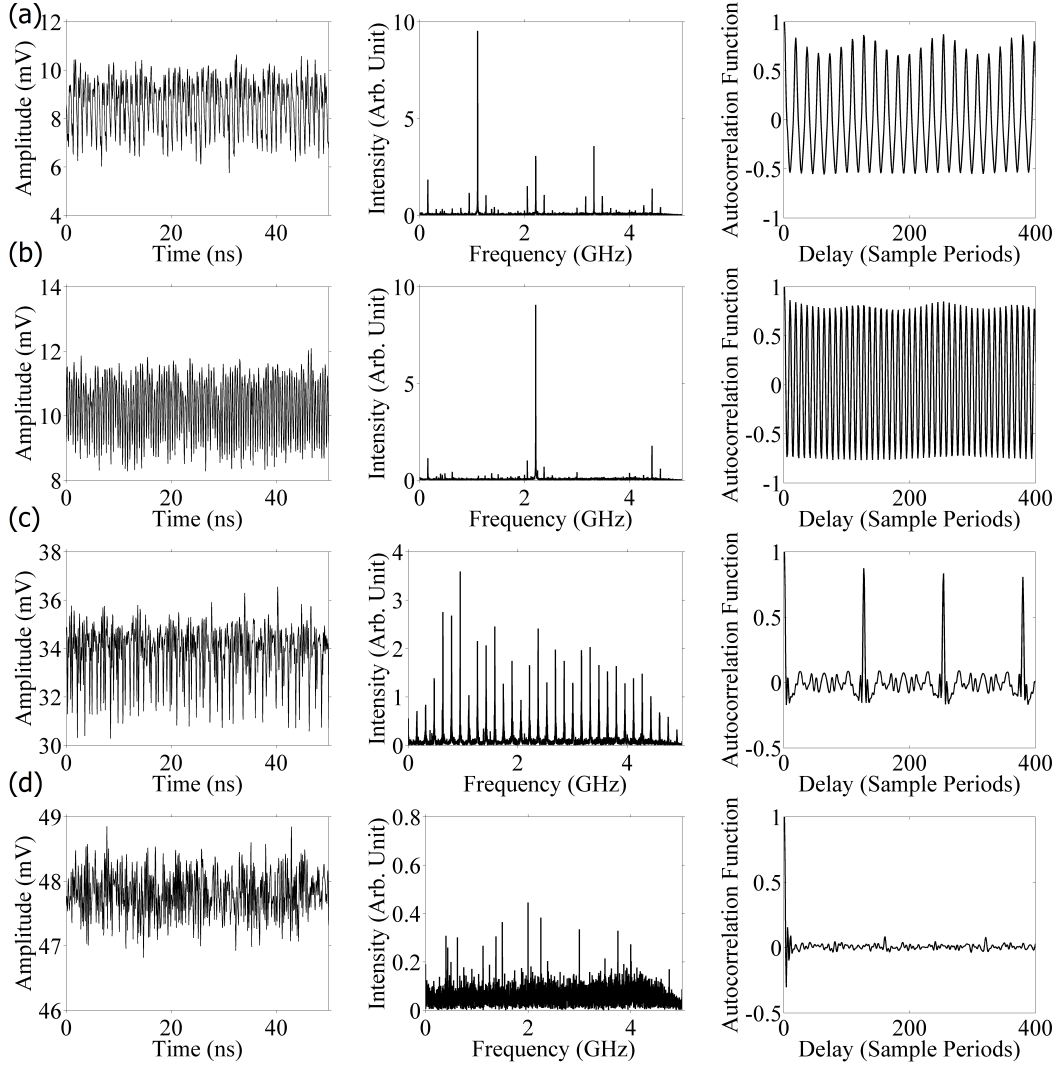 (a)
12
10
8
6
4
Amplitude (mV)
0 20 40
Time (ns)
10
5
0
Intensity (Arb. Unit)
0 2 4
Frequency (GHz)
1
0.5
0
-0.5
-1
Autocorrelation Function
0 200 400
Delay (Sample Periods)
(b)
14
12
10
8
Amplitude (mV)
0 20 40
Time (ns)
10
5
0
Intensity (Arb. Unit)
0 2 4
Frequency (GHz)
1
0.5
0
-0.5
-1
Autocorrelation Function
0 200 400
Delay (Sample Periods)
(c)
38
36
34
32
30
Amplitude (mV)
0 20 40
Time (ns)
4
3
2
1
0
Intensity (Arb. Unit)
0 2 4
Frequency (GHz)
1
0.5
0
-0.5
Autocorrelation Function
0 200 400
Delay (Sample Periods)
(d)
49
48
47
46
Amplitude (mV)
0 20 40
Time (ns)
0.8
0.6
0.4
0.2
0
Intensity (Arb. Unit)
0 2 4
Frequency (GHz)
1
0.5
0
-0.5
Autocorrelation Function
0 200 400
Delay (Sample Periods)